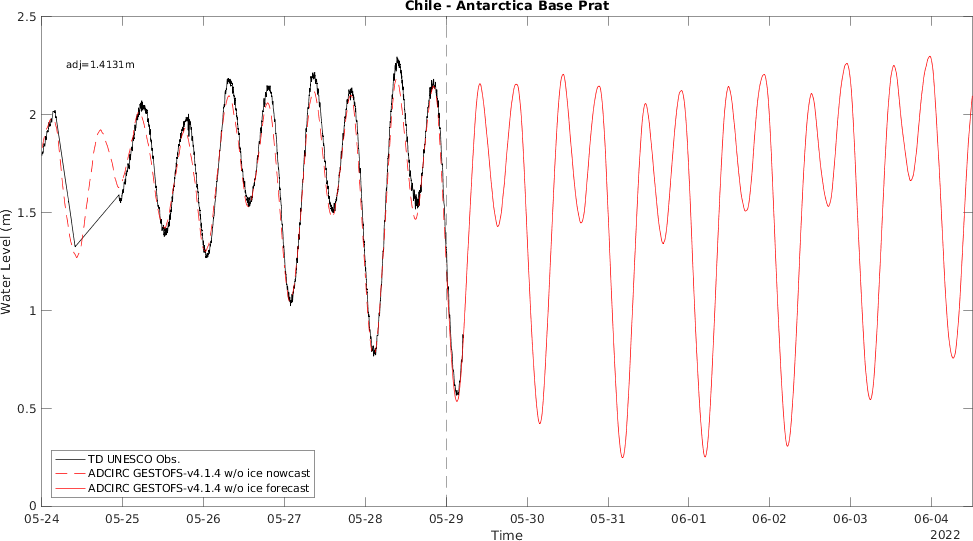 Chile - Antarctica Base Prat
adj=1.4131m
Water Level (m)
2.5
2
1.5
1
0.5
0
TD UNESCO Obs.
ADCIRC GESTOFS-v4.1.4 w/o ice nowcast
ADCIRC GESTOFS-v4.1.4 w/o ice forecast
05-24 05-25 05-26 05-27 05-28 05-29 05-30 05-31 06-01 06-02 06-03 06-04
2022
Time